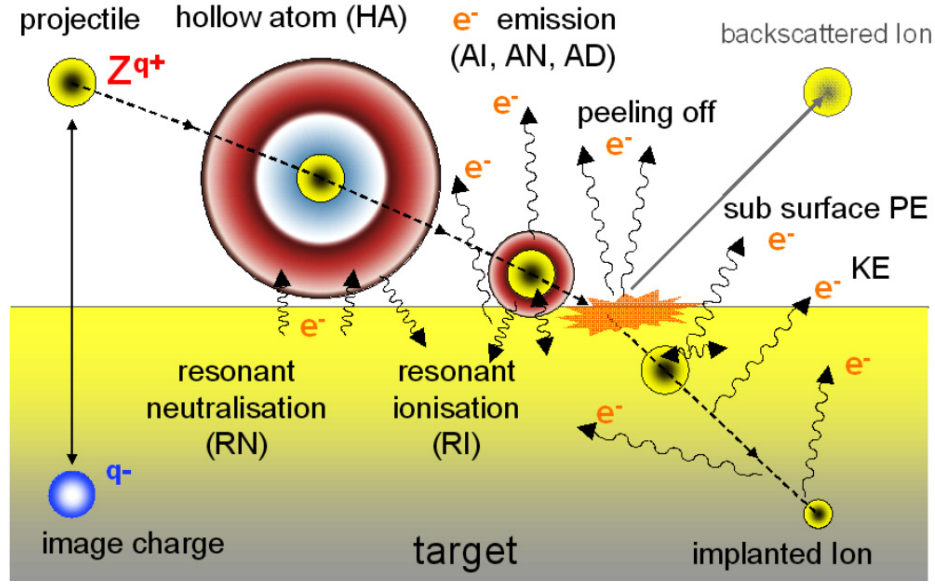 projectile
hollow atom (HA)
e- emission
(AI, AN, AD)
backscattered Ion
Zq+
e-
peeling off
e-
e-
sub surface PE
e-
KE
e-
e-
resonant
neutralisation
(RN)
resonant
ionisation
(RI)
e-
e-
q-
image charge
target
implanted Ion